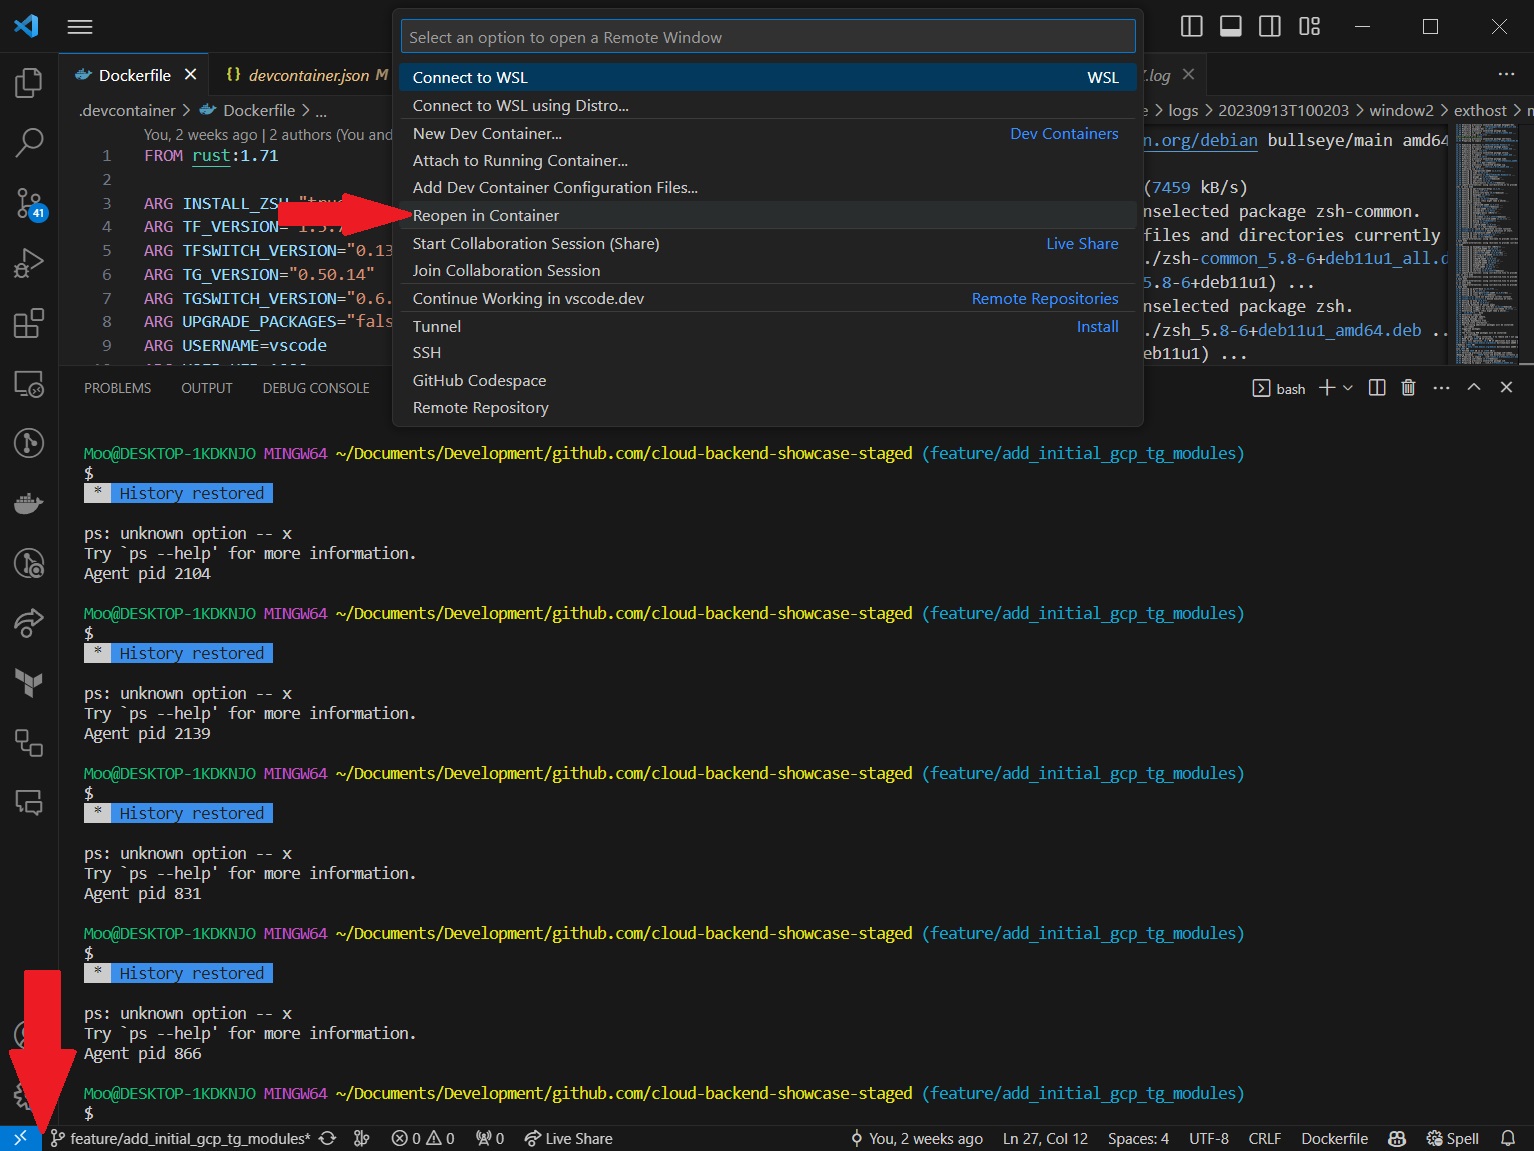 Select an option to open a Remote Window
Connect to WSL WSL
Connect to WSL using Distro...
New Dev Container... Dev Containers
Attach to Running Container...
Add Dev Container Configuration Files...
Reopen in Container
Start Collaboration Session (Share) Live Share
Join Collaboration Session
Continue Working in vscode.dev Remote Repositories
Tunnel Install
SSH
GitHub Codespace
Remote Repository
Dockerfile
{} devcontainer.json M
.log
.devcontainer > Dockerfile > ...
> logs > 20230913T100203 > window2 > exthost >
You, 2 weeks ago | 2 authors (You and
1 FROM rust:1.71
2
3 ARG INSTALL_ZSH="true
4 ARG TF_VERSION="1.5.7
5 ARG TFSWITCH_VERSION="0.13
6 ARG TG_VERSION="0.50.14"
7 ARG TGSWITCH_VERSION="0.6.
8 ARG UPGRADE_PACKAGES="fals
9 ARG USERNAME=vscode
n.org/debian bullseye/main amd64
(7459 kB/s)
nselected package zsh-common.
files and directories currently
./zsh-common_5.8-6+deb11u1_all.d
5.8-6+deb11u1) ...
nselected package zsh.
./zsh_5.8-6+deb11u1_amd64.deb ..
eb11u1) ...
41
PROBLEMS OUTPUT DEBUG CONSOLE
bash
Moo@DESKTOP-1KDKNJO MINGW64 ~/Documents/Development/github.com/cloud-backend-showcase-staged (feature/add_initial_gcp_tg_modules)
$
* History restored
ps: unknown option -- x
Try `ps --help' for more information.
Agent pid 2104
Moo@DESKTOP-1KDKNJO MINGW64 ~/Documents/Development/github.com/cloud-backend-showcase-staged (feature/add_initial_gcp_tg_modules)
$
* History restored
ps: unknown option -- x
Try `ps --help' for more information.
Agent pid 2139
Moo@DESKTOP-1KDKNJO MINGW64 ~/Documents/Development/github.com/cloud-backend-showcase-staged (feature/add_initial_gcp_tg_modules)
$
* History restored
ps: unknown option -- x
Try `ps --help' for more information.
Agent pid 831
Moo@DESKTOP-1KDKNJO MINGW64 ~/Documents/Development/github.com/cloud-backend-showcase-staged (feature/add_initial_gcp_tg_modules)
$
* History restored
ps: unknown option -- x
Try `ps --help' for more information.
Agent pid 866
Moo@DESKTOP-1KDKNJO MINGW64 ~/Documents/Development/github.com/cloud-backend-showcase-staged (feature/add_initial_gcp_tg_modules)
$
feature/add_initial_gcp_tg_modules* 0 0 0 Live Share You, 2 weeks ago Ln 27, Col 12 Spaces: 4 UTF-8 CRLF Dockerfile Spell